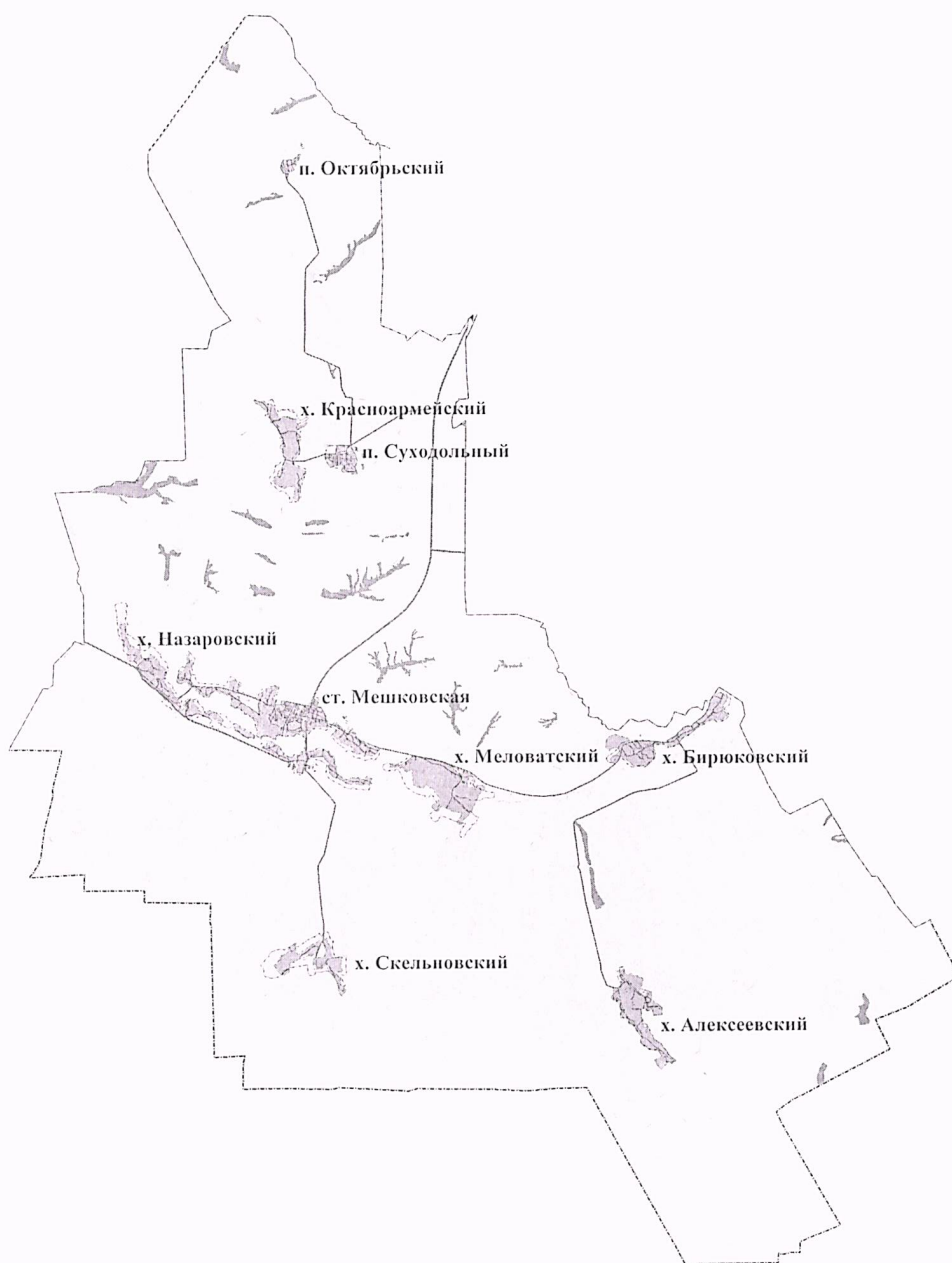 п. Октябрьский
х. Красноармейский
п. Суходольный
х. Назаровский
ст. Мешковская
х. Меловатский
х. Бирюковский
х. Скельновский
х. Алексеевский